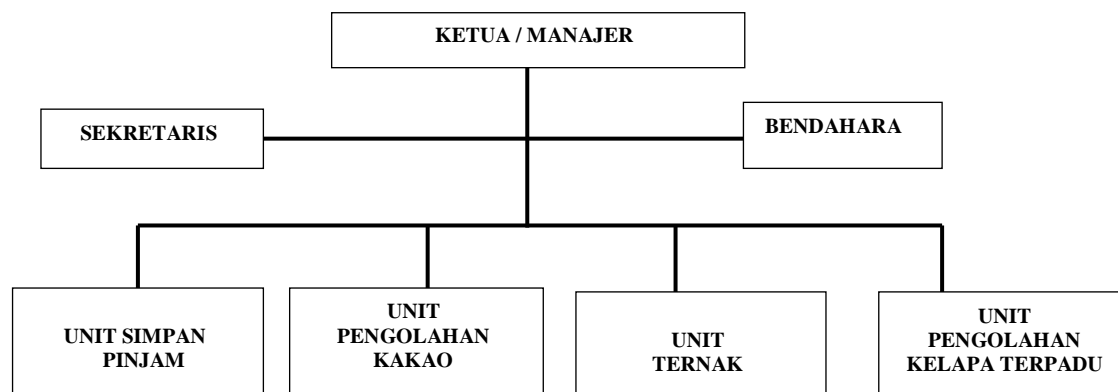 KETUA / MANAJER
SEKRETARIS
BENDAHARA
UNIT SIMPAN
PINJAM
UNIT
PENGOLAHAN
KAKAO
UNIT
TERNAK
UNIT
PENGOLAHAN
KELAPA TERPADU